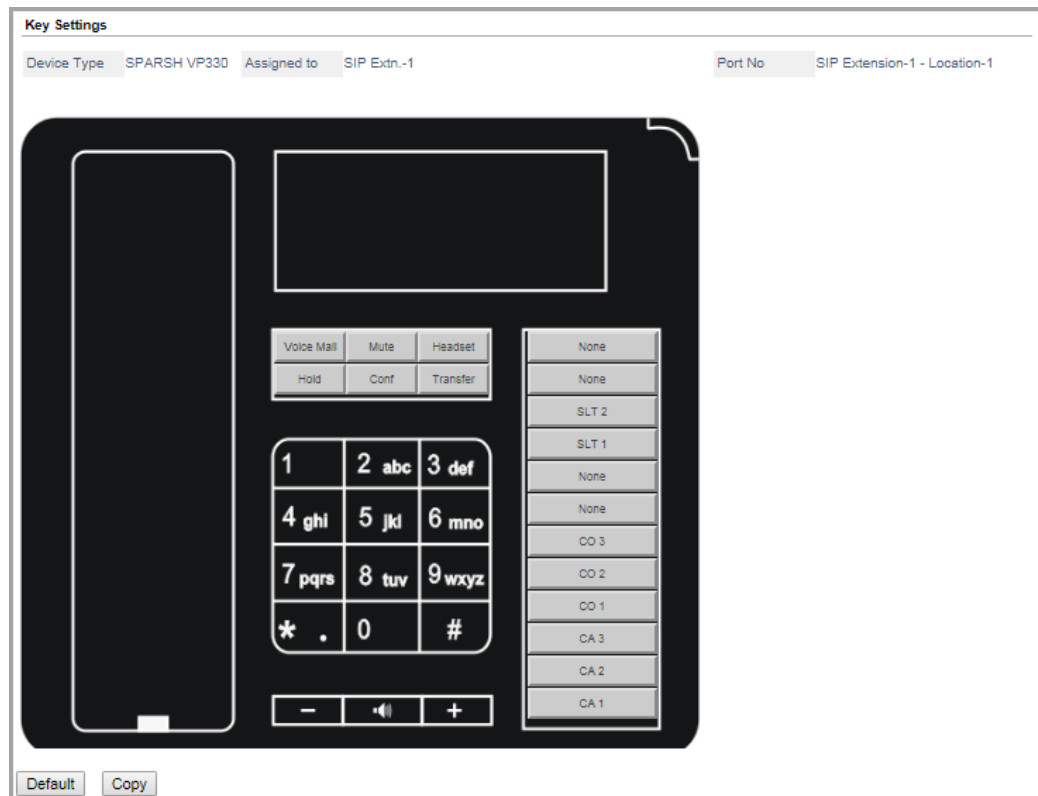 Key Settings
Device Type SPARSH VP330 Assigned to SIP Extn.-1 Port No SIP Extension-1 - Location-1
Voice Mail Mute Headset
Hold Conf Transfer
None
None
SLT 2
SLT 1
None
None
CO 3
CO 2
CO 1
CA 3
CA 2
CA 1
1 2 abc 3 def
4 ghi 5 jkl 6 mno
7 pqrs 8 tuv 9 wxyz
* . 0 #
− +
Default Copy